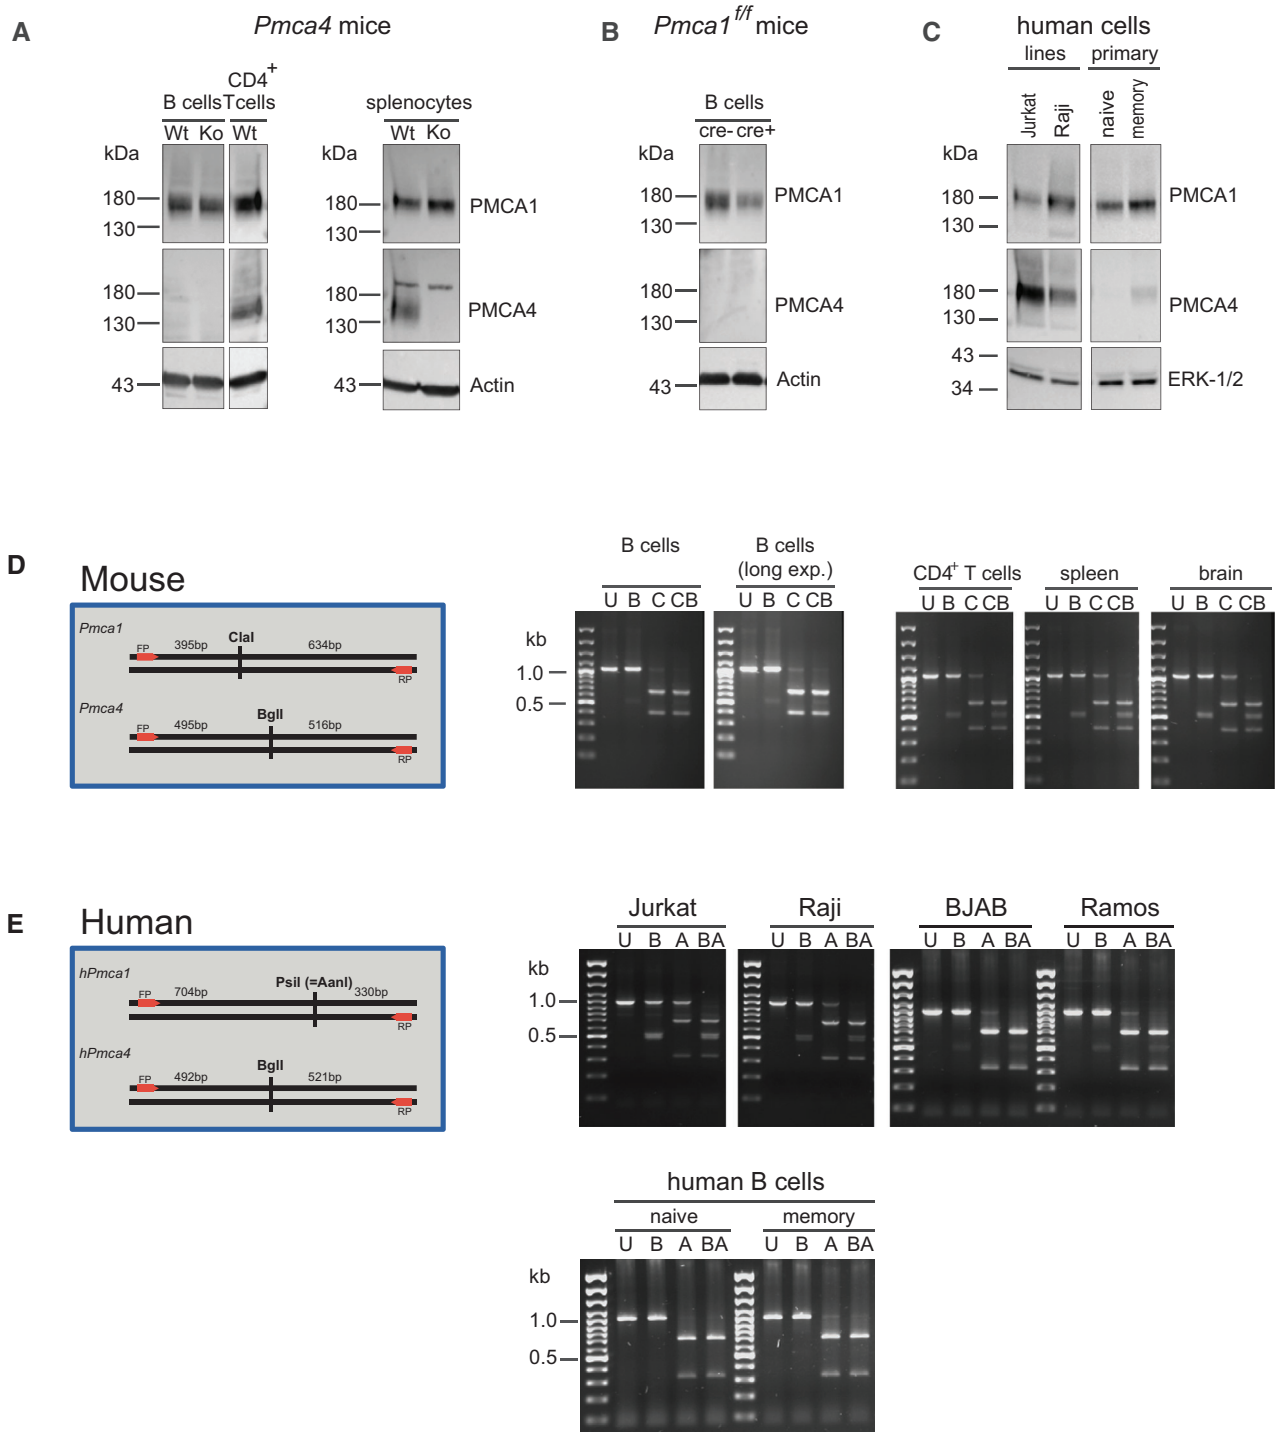 A
Pmca4 mice
B cells
CD4+
Tcells
Wt Ko Wt
kDa
180
130
180
130
43
splenocytes
Wt Ko
kDa
180
130
180
130
43
PMCA1
PMCA4
Actin
B
Pmca1 f/f mice
B cells
cre- cre+
kDa
180
130
180
130
43
PMCA1
PMCA4
Actin
C
human cells
lines primary
Jurkat Raji naive memory
kDa
180
130
180
130
43
34
PMCA1
PMCA4
ERK-1/2
D
Mouse
Pmca1
FP 395bp ClaI 634bp
RP
Pmca4
FP 495bp BglI 516bp
RP
B cells
U B C CB
B cells
(long exp.)
U B C CB
kb
1.0
0.5
CD4+ T cells
U B C CB
spleen
U B C CB
brain
U B C CB
E
Human
hPmca1
FP 704bp PsiI (=AanI) 330bp
RP
hPmca4
FP 492bp BglI 521bp
RP
Jurkat
U B A BA
Raji
U B A BA
BJAB
U B A BA
Ramos
U B A BA
kb
1.0
0.5
human B cells
naive
U B A BA
memory
U B A BA
kb
1.0
0.5